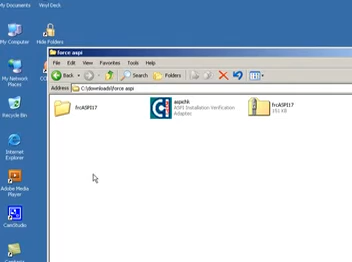 My Documents
Vinyl Deck
My Computer
Hide Folders
My Network Places
Recycle Bin
Internet Explorer
Adobe Media Player
CamStudio
force aspi
File Edit View Favorites Tools Help
Back Search Folders
Address C:\downloads\force aspi
frcASPI17
aspichk
ASPI Installation Verification
Adaptec
frcASPI17
151 KB